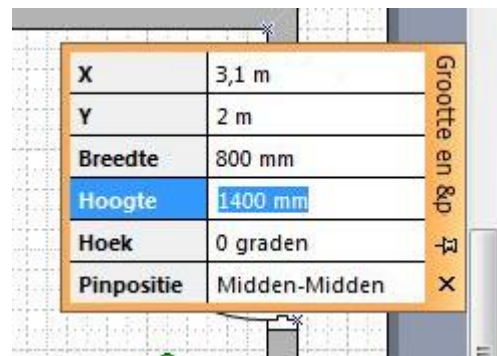 X 3,1 m
Y 2 m
Breedte 800 mm
Hoogte 1400 mm
Hoek 0 graden
Pinpositie Midden-Midden
Grootte en &p